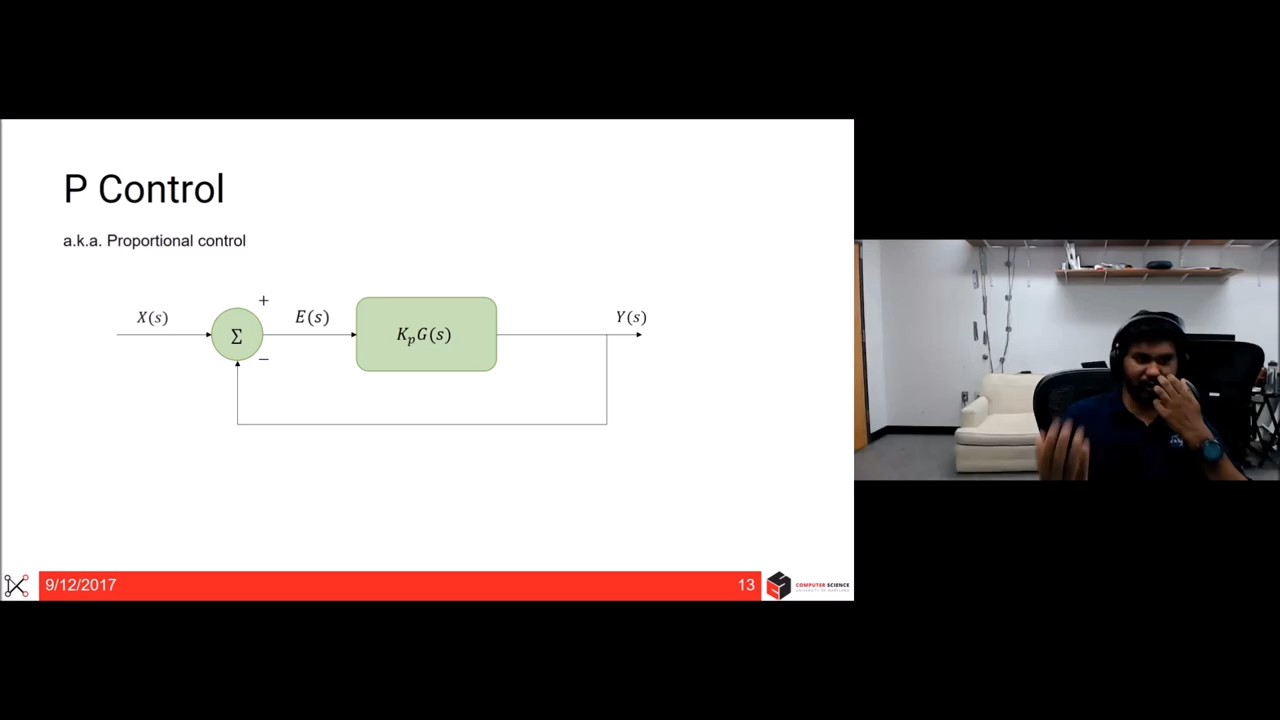 P Control
a.k.a. Proportional control
+
X(s)
E(s)
Y(s)
Σ
K_pG(s)
−
9/12/2017
13
COMPUTER SCIENCE
UNIVERSITY OF MARYLAND